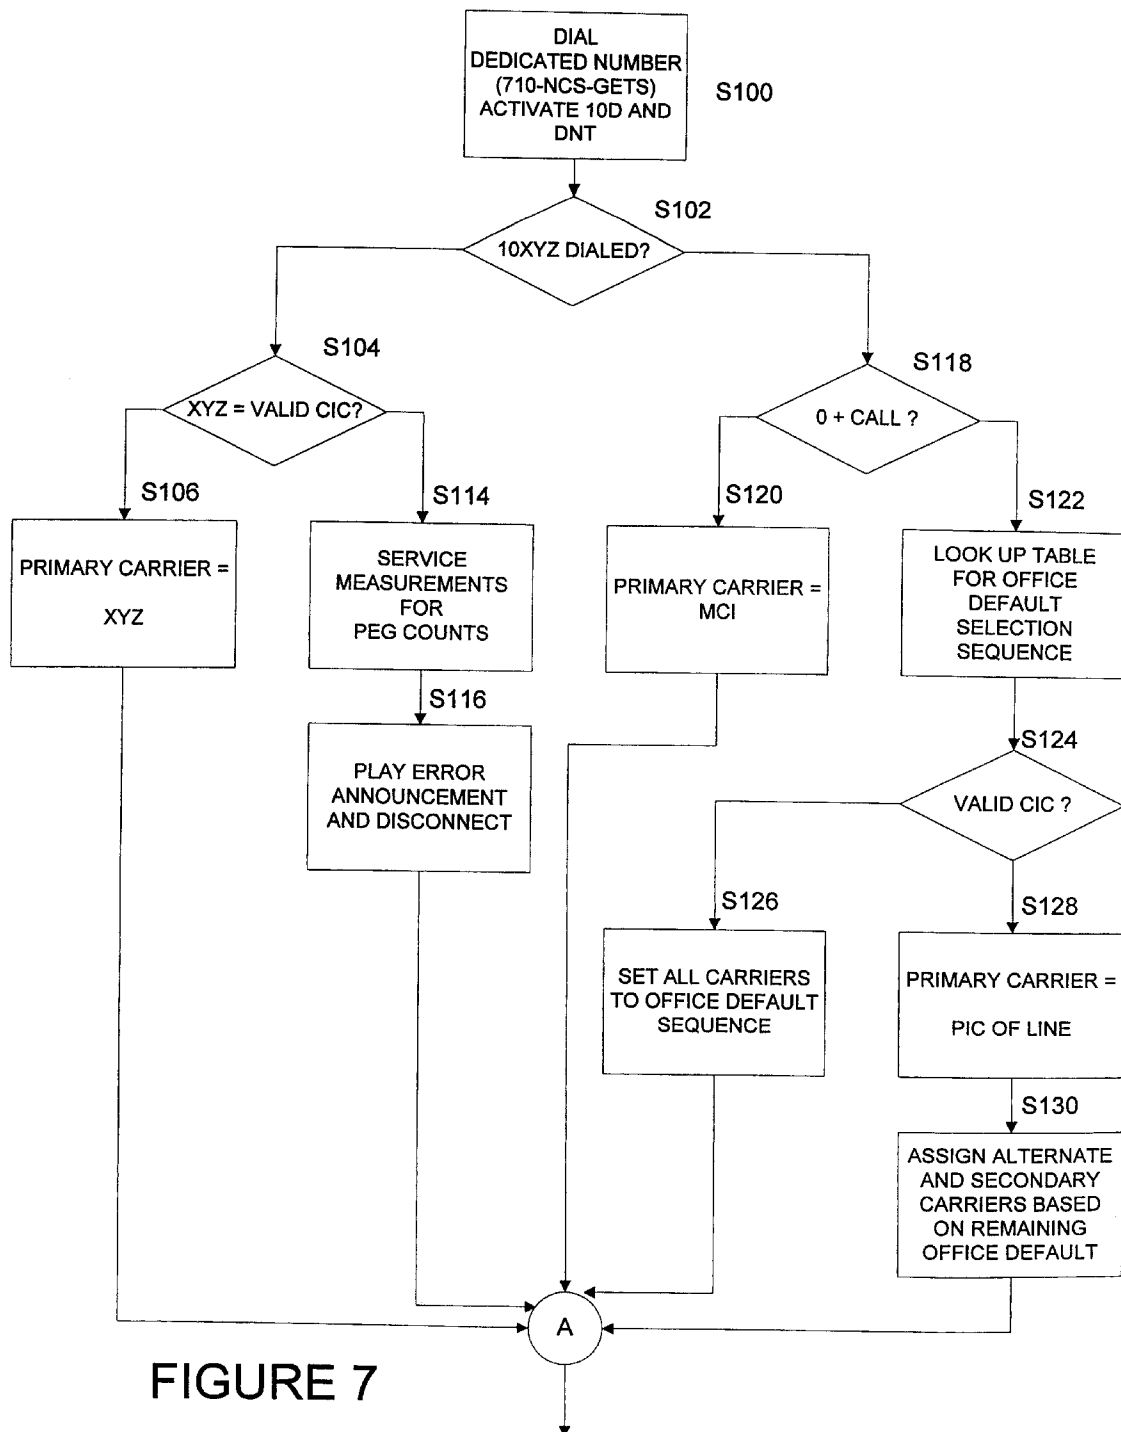 DIAL
DEDICATED NUMBER
(710-NCS-GETS)
ACTIVATE 10D AND
DNT
S100
S102
10XYZ DIALED?
S104
XYZ = VALID CIC?
S118
0 + CALL ?
S106
PRIMARY CARRIER =
XYZ
S114
SERVICE
MEASUREMENTS
FOR
PEG COUNTS
S120
PRIMARY CARRIER =
MCI
S122
LOOK UP TABLE
FOR OFFICE
DEFAULT
SELECTION
SEQUENCE
S116
PLAY ERROR
ANNOUNCEMENT
AND DISCONNECT
S124
VALID CIC ?
S126
SET ALL CARRIERS
TO OFFICE DEFAULT
SEQUENCE
S128
PRIMARY CARRIER =
PIC OF LINE
S130
ASSIGN ALTERNATE
AND SECONDARY
CARRIERS BASED
ON REMAINING
OFFICE DEFAULT
A
FIGURE 7